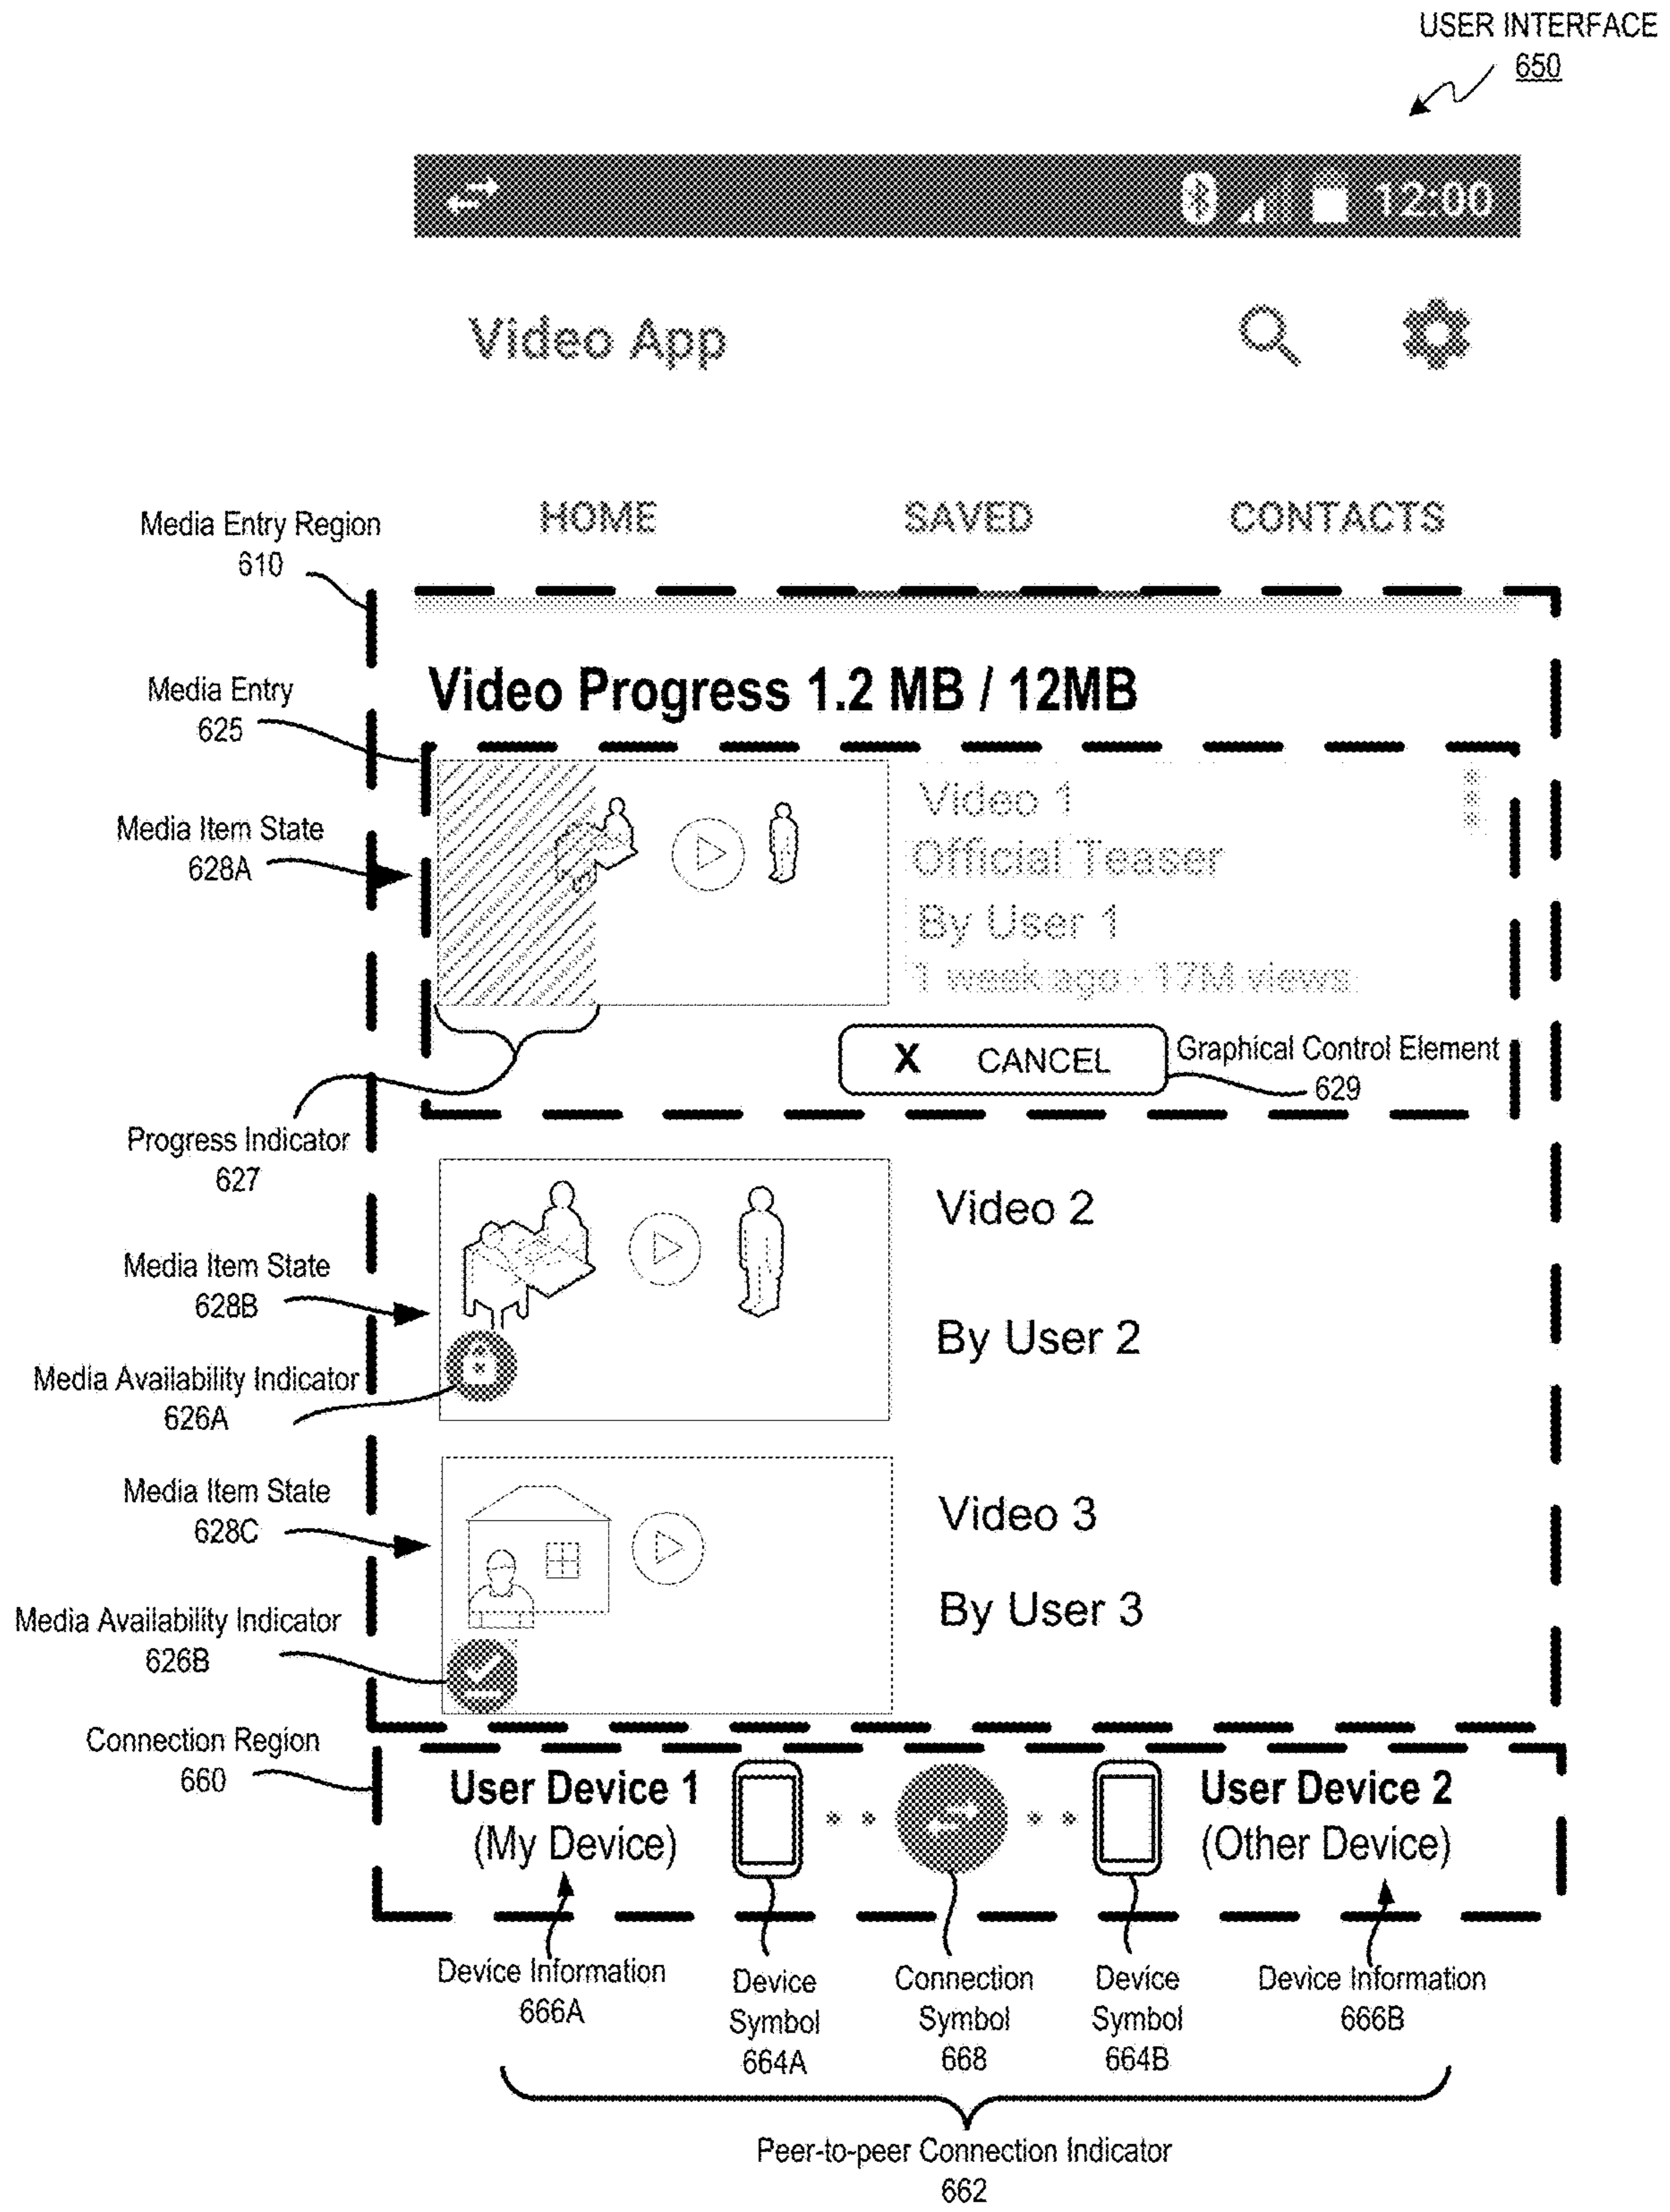 USER INTERFACE
650
12:00
Video App
HOME SAVED CONTACTS
Media Entry Region
610
Video Progress 1.2 MB / 12MB
Media Entry
625
Video 1
Official Teaser
By User 1
1 week ago · 17M views
Media Item State
628A
X CANCEL
Graphical Control Element
629
Progress Indicator
627
Video 2
By User 2
Media Item State
628B
Media Availability Indicator
626A
Video 3
By User 3
Media Item State
628C
Media Availability Indicator
626B
Connection Region
660
User Device 1
(My Device)
User Device 2
(Other Device)
Device Information
666A
Device
Symbol
664A
Connection
Symbol
668
Device
Symbol
664B
Device Information
666B
Peer-to-peer Connection Indicator
662